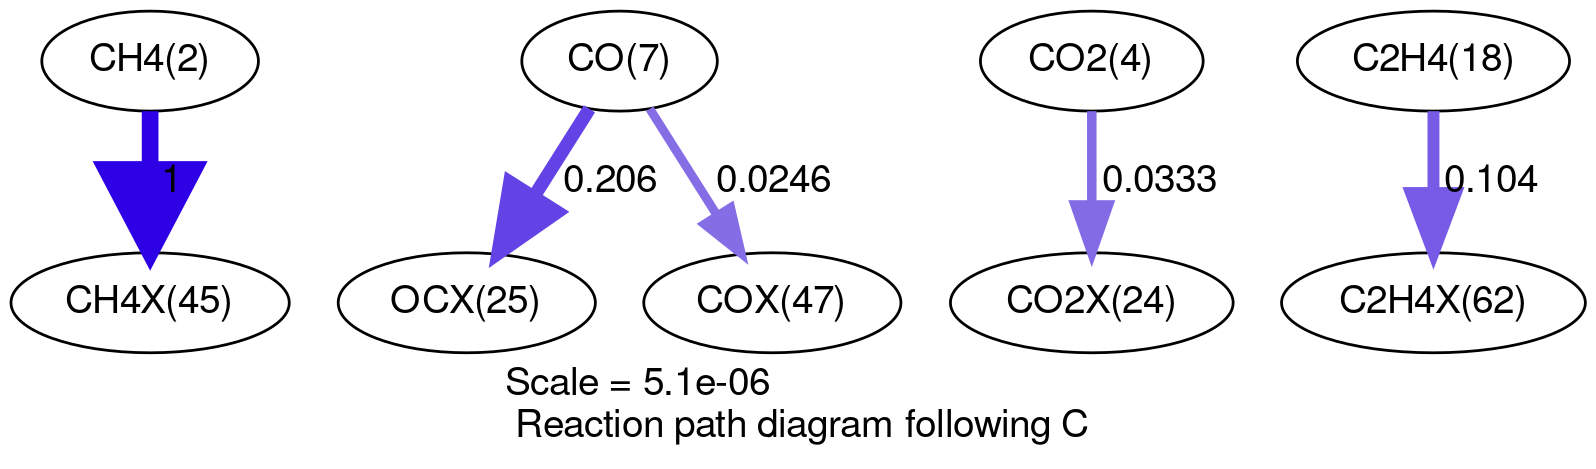 CH4(2)
CO(7)
CO2(4)
C2H4(18)
1
0.206
0.0246
0.0333
0.104
CH4X(45)
OCX(25)
COX(47)
CO2X(24)
C2H4X(62)
Scale = 5.1e-06
Reaction path diagram following C